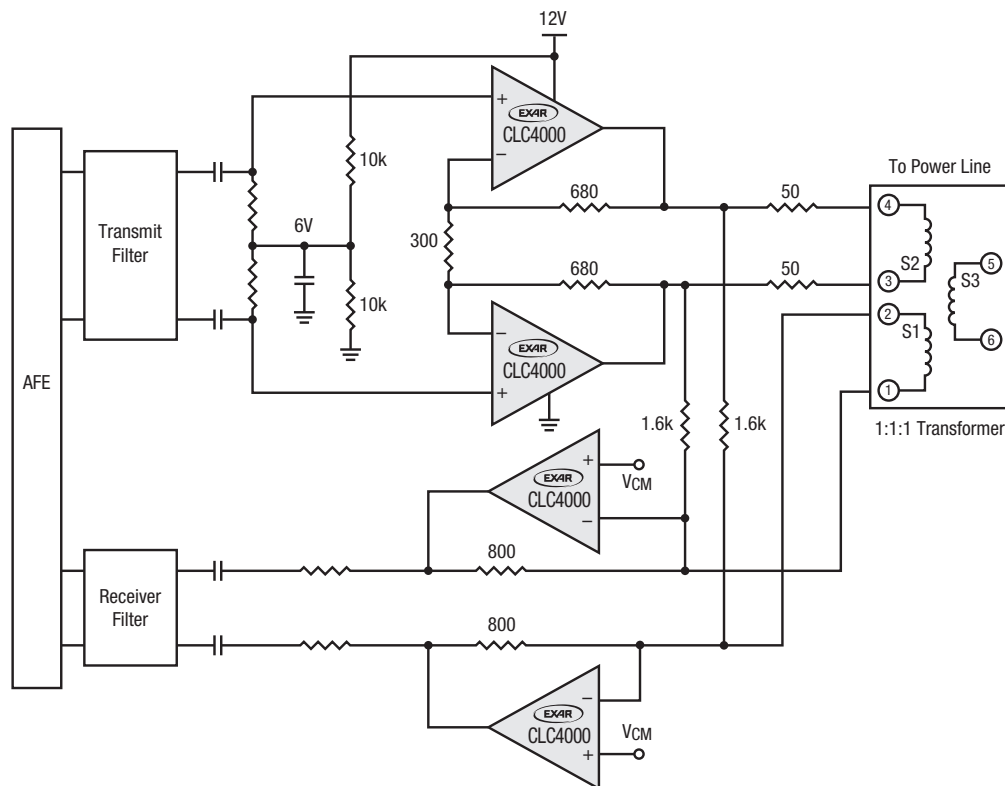 12V
+
EXAR
CLC4000
−
10k
To Power Line
680
50
4
Transmit
Filter
6V
300
S2
5
S3
680
50
3
10k
2
−
EXAR
CLC4000
+
S1
6
AFE
1
1.6k
1.6k
1:1:1 Transformer
+
VCM
EXAR
CLC4000
−
800
Receiver
Filter
800
−
EXAR
CLC4000
VCM
+